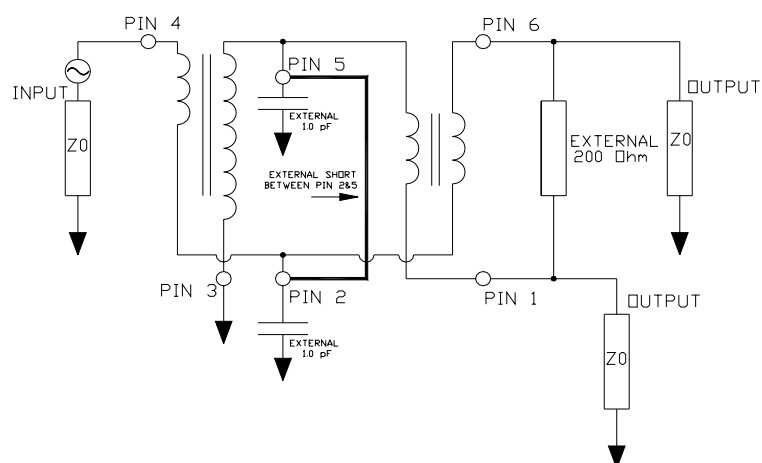 PIN 4
PIN 6
PIN 5
INPUT
OUTPUT
EXTERNAL
1.0 pF
Z0
EXTERNAL
200 Ohm
Z0
EXTERNAL SHORT
BETWEEN PIN 2&5
PIN 3
PIN 2
PIN 1
OUTPUT
EXTERNAL
1.0 pF
Z0